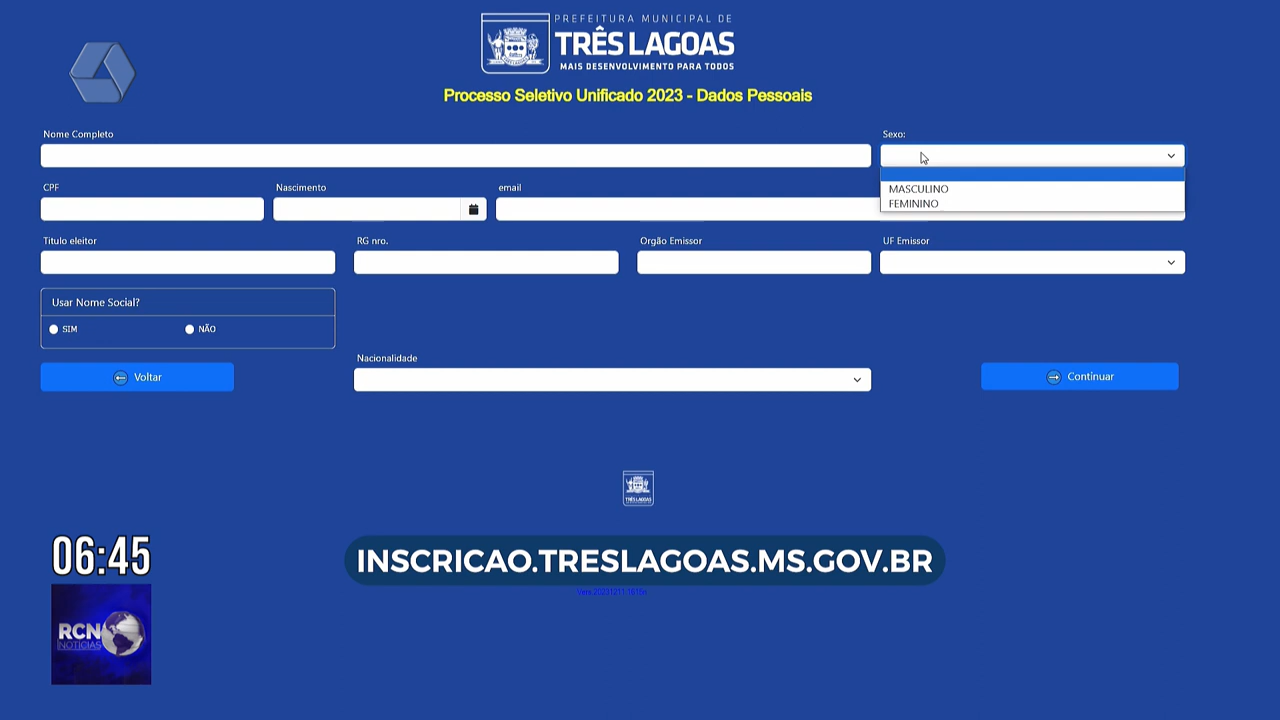 PREFEITURA MUNICIPAL DE
TRÊS LAGOAS
MAIS DESENVOLVIMENTO PARA TODOS
Processo Seletivo Unificado 2023 - Dados Pessoais
Nome Completo
Sexo:
MASCULINO
FEMININO
CPF
Nascimento
email
Titulo eleitor
RG nro.
Orgão Emissor
UF Emissor
Usar Nome Social?
SIM
NÃO
Nacionalidade
Voltar
Continuar
TRÊS LAGOAS
06:45
INSCRICAO.TRESLAGOAS.MS.GOV.BR
RCN
NOTÍCIAS